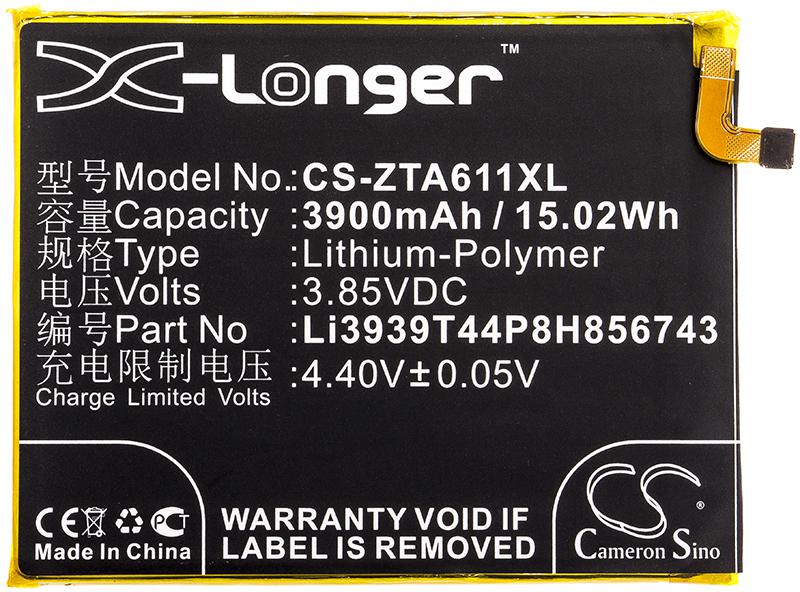 X-Longer™
型号Model No.:CS-ZTA611XL
容量Capacity :3900mAh / 15.02Wh
规格Type :Lithium-Polymer
电压Volts :3.85VDC
编号Part No :Li3939T44P8H856743
充电限制电压 :4.40V±0.05V
Charge Limited Volts
CE PCT
Made In China
WARRANTY VOID IF
LABEL IS REMOVED
CS ®
Cameron Sino